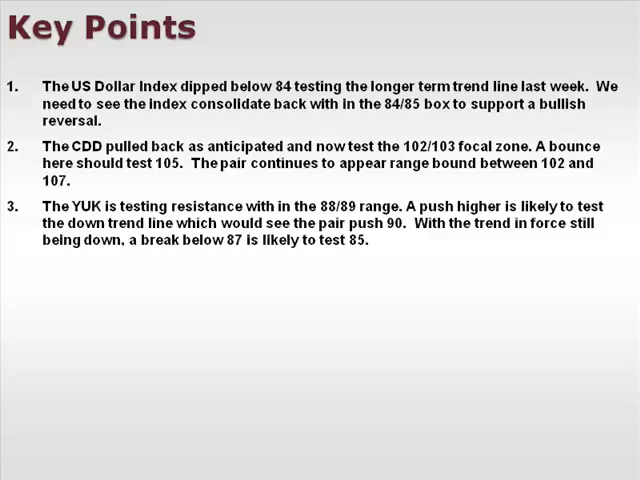 Key Points
1. The US Dollar Index dipped below 84 testing the longer term trend line last week. We
need to see the index consolidate back with in the 84/85 box to support a bullish
reversal.
2. The CDD pulled back as anticipated and now test the 102/103 focal zone. A bounce
here should test 105. The pair continues to appear range bound between 102 and
107.
3. The YUK is testing resistance with in the 88/89 range. A push higher is likely to test
the down trend line which would see the pair push 90. With the trend in force still
being down, a break below 87 is likely to test 85.